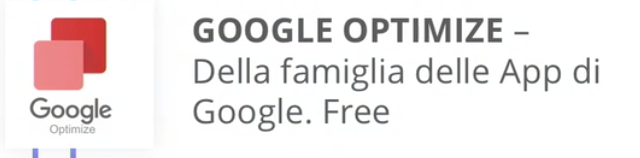 Google
Optimize
GOOGLE OPTIMIZE –
Della famiglia delle App di
Google. Free